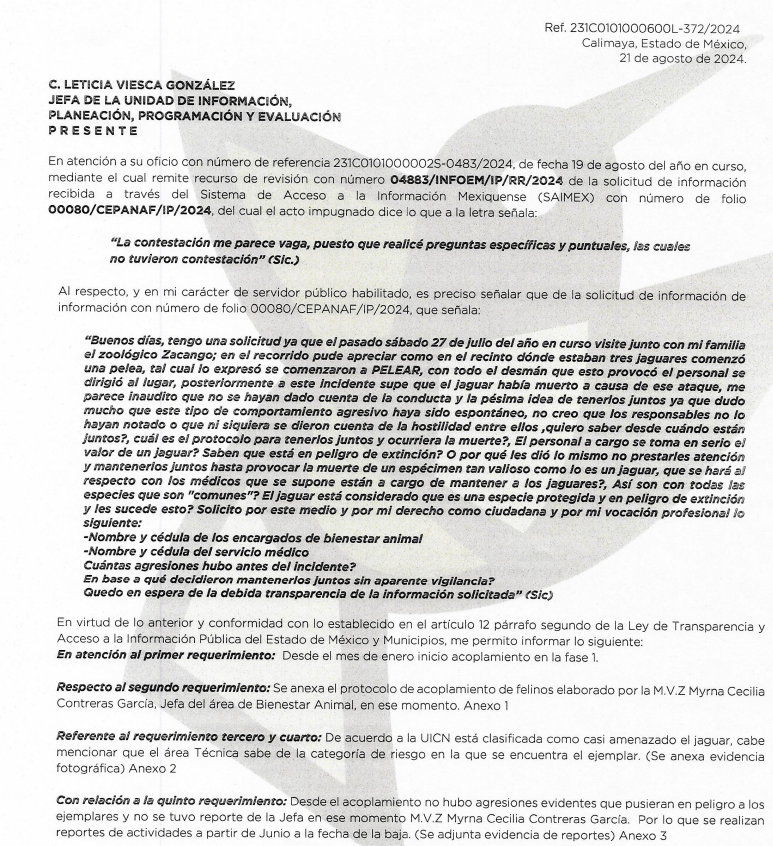 Ref. 231C0101000600L-372/2024
Calimaya, Estado de México,
21 de agosto de 2024.
C. LETICIA VIESCA GONZÁLEZ
JEFA DE LA UNIDAD DE INFORMACIÓN,
PLANEACIÓN, PROGRAMACIÓN Y EVALUACIÓN
P R E S E N T E
En atención a su oficio con número de referencia 231C0101000002S-0483/2024, de fecha 19 de agosto del año en curso,
mediante el cual remite recurso de revisión con número 04883/INFOEM/IP/RR/2024 de la solicitud de información
recibida a través del Sistema de Acceso a la Información Mexiquense (SAIMEX) con número de folio
00080/CEPANAF/IP/2024, del cual el acto impugnado dice lo que a la letra señala:
"La contestación me parece vaga, puesto que realicé preguntas específicas y puntuales, las cuales
no tuvieron contestación" (Sic.)
Al respecto, y en mi carácter de servidor público habilitado, es preciso señalar que de la solicitud de información de
información con número de folio 00080/CEPANAF/IP/2024, que señala:
"Buenos días, tengo una solicitud ya que el pasado sábado 27 de julio del año en curso visite junto con mi familia
el zoológico Zacango; en el recorrido pude apreciar como en el recinto dónde estaban tres jaguares comenzó
una pelea, tal cual lo expresó se comenzaron a PELEAR, con todo el desmán que esto provocó el personal se
dirigió al lugar, posteriormente a este incidente supe que el jaguar había muerto a causa de ese ataque, me
parece inaudito que no se hayan dado cuenta de la conducta y la pésima idea de tenerlos juntos ya que dudo
mucho que este tipo de comportamiento agresivo haya sido espontáneo, no creo que los responsables no lo
hayan notado o que ni siquiera se dieron cuenta de la hostilidad entre ellos ,quiero saber desde cuándo están
juntos?, cuál es el protocolo para tenerlos juntos y ocurriera la muerte?, El personal a cargo se toma en serio el
valor de un jaguar? Saben que está en peligro de extinción? O por qué les dió lo mismo no prestarles atención
y mantenerlos juntos hasta provocar la muerte de un espécimen tan valioso como lo es un jaguar, que se hará al
respecto con los médicos que se supone están a cargo de mantener a los jaguares?, Así son con todas las
especies que son "comunes"? El jaguar está considerado que es una especie protegida y en peligro de extinción
y les sucede esto? Solicito por este medio y por mi derecho como ciudadana y por mi vocación profesional lo
siguiente:
-Nombre y cédula de los encargados de bienestar animal
-Nombre y cédula del servicio médico
Cuántas agresiones hubo antes del incidente?
En base a qué decidieron mantenerlos juntos sin aparente vigilancia?
Quedo en espera de la debida transparencia de la información solicitada" (Sic)
En virtud de lo anterior y conformidad con lo establecido en el artículo 12 párrafo segundo de la Ley de Transparencia y
Acceso a la Información Pública del Estado de México y Municipios, me permito informar lo siguiente:
En atención al primer requerimiento: Desde el mes de enero inicio acoplamiento en la fase 1.
Respecto al segundo requerimiento: Se anexa el protocolo de acoplamiento de felinos elaborado por la M.V.Z Myrna Cecilia
Contreras García, Jefa del área de Bienestar Animal, en ese momento. Anexo 1
Referente al requerimiento tercero y cuarto: De acuerdo a la UICN está clasificada como casi amenazado el jaguar, cabe
mencionar que el área Técnica sabe de la categoría de riesgo en la que se encuentra el ejemplar. (Se anexa evidencia
fotográfica) Anexo 2
Con relación a la quinto requerimiento: Desde el acoplamiento no hubo agresiones evidentes que pusieran en peligro a los
ejemplares y no se tuvo reporte de la Jefa en ese momento M.V.Z Myrna Cecilia Contreras García. Por lo que se realizan
reportes de actividades a partir de Junio a la fecha de la baja. (Se adjunta evidencia de reportes) Anexo 3